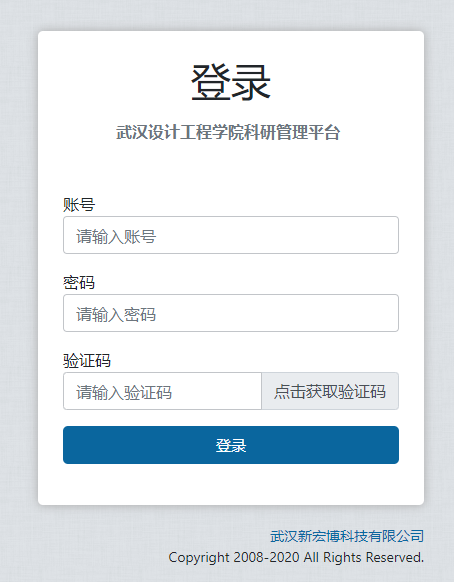 登录
武汉设计工程学院科研管理平台
账号
请输入账号
密码
请输入密码
验证码
请输入验证码 点击获取验证码
登录
武汉新宏博科技有限公司
Copyright 2008-2020 All Rights Reserved.